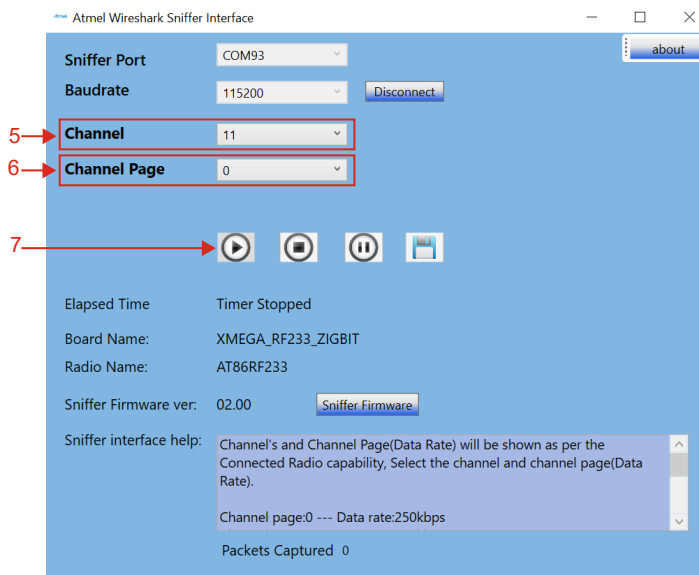 Atmel Wireshark Sniffer Interface
about
Sniffer Port COM93
Baudrate 115200 Disconnect
5 Channel 11
6 Channel Page 0
7
Elapsed Time Timer Stopped
Board Name: XMEGA_RF233_ZIGBIT
Radio Name: AT86RF233
Sniffer Firmware ver: 02.00 Sniffer Firmware
Sniffer interface help: Channel's and Channel Page(Data Rate) will be shown as per the
Connected Radio capability, Select the channel and channel page(Data
Rate).
Channel page:0 --- Data rate:250kbps
Packets Captured 0